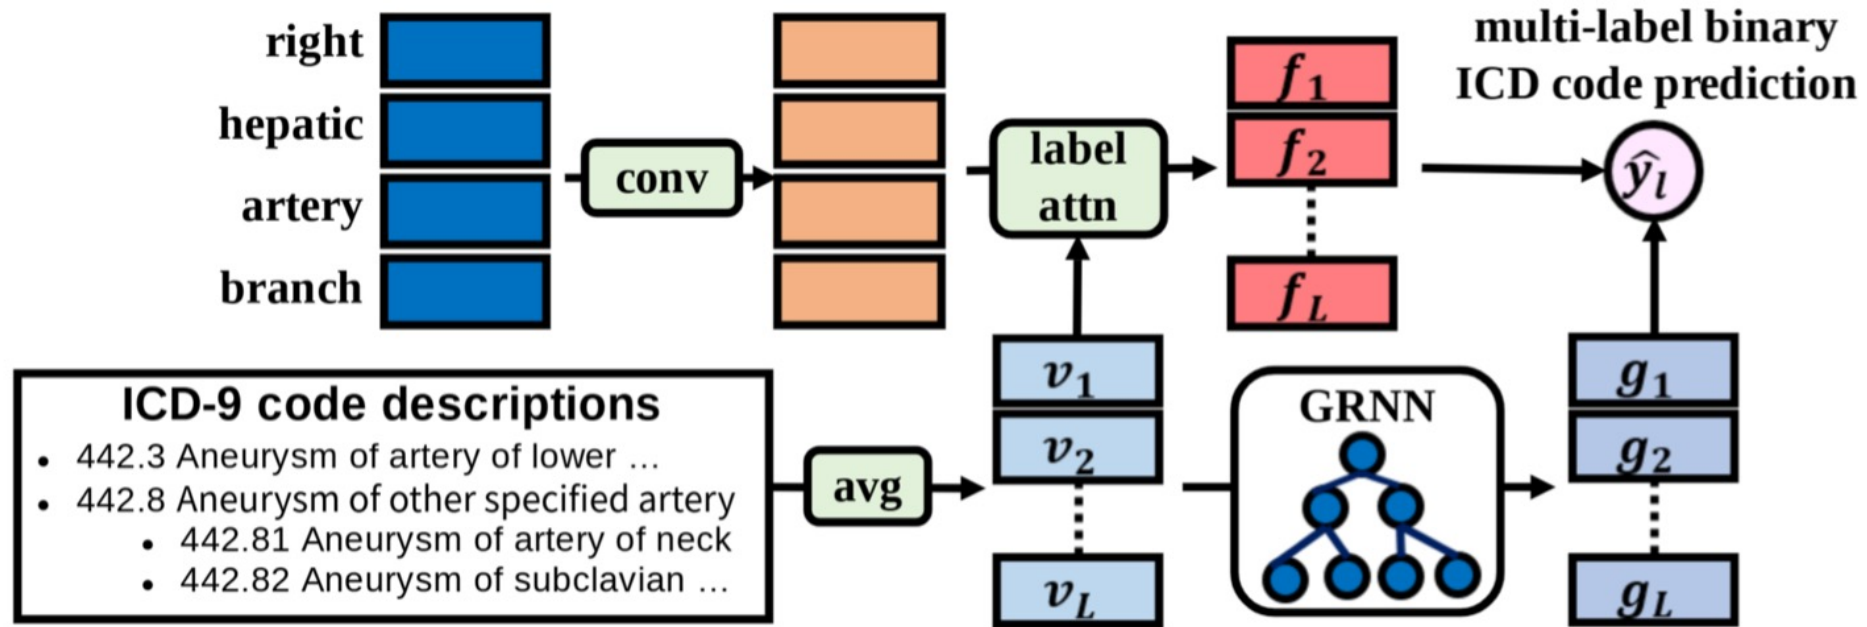 right
hepatic
artery
branch
conv
label
attn
f1
f2
fL
multi-label binary
ICD code prediction
ŷl
ICD-9 code descriptions
• 442.3 Aneurysm of artery of lower …
• 442.8 Aneurysm of other specified artery
• 442.81 Aneurysm of artery of neck
• 442.82 Aneurysm of subclavian …
avg
v1
v2
vL
GRNN
g1
g2
gL